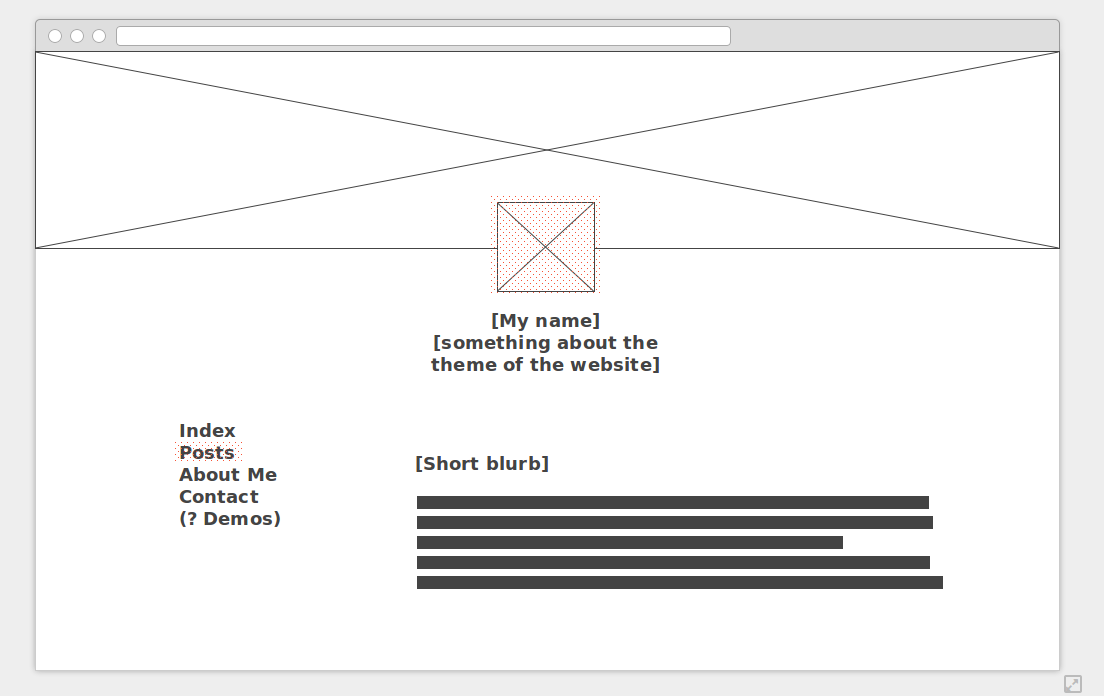 [My name]
[something about the
theme of the website]
Index
Posts
About Me
Contact
(? Demos)
[Short blurb]